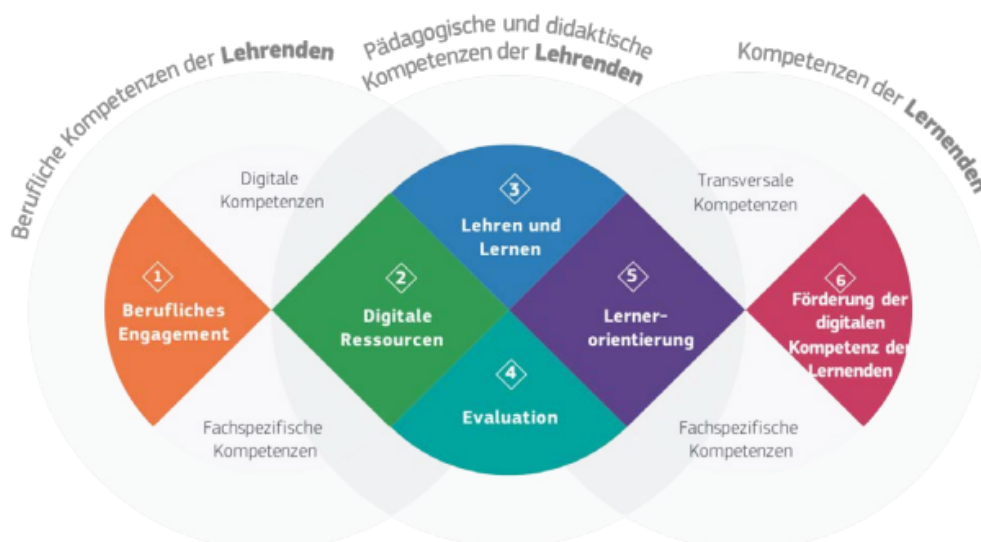 Berufliche Kompetenzen der Lehrenden
Pädagogische und didaktische
Kompetenzen der Lehrenden
Kompetenzen der Lernenden
Digitale
Kompetenzen
Transversale
Kompetenzen
1
Berufliches
Engagement
2
Digitale
Ressourcen
3
Lehren und
Lernen
4
Evaluation
5
Lerner-
orientierung
6
Förderung der
digitalen
Kompetenz der
Lernenden
Fachspezifische
Kompetenzen
Fachspezifische
Kompetenzen